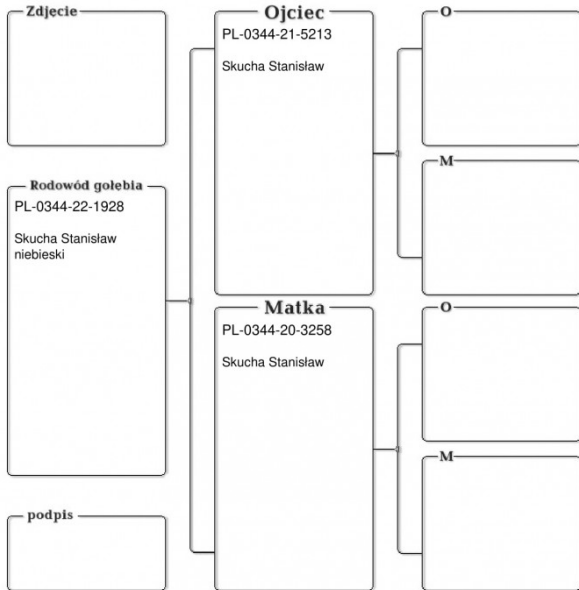 Zdjecie
Rodowód gołębia
PL-0344-22-1928
Skucha Stanisław
niebieski
podpis
Ojciec
PL-0344-21-5213
Skucha Stanisław
Matka
PL-0344-20-3258
Skucha Stanisław
O
M
O
M